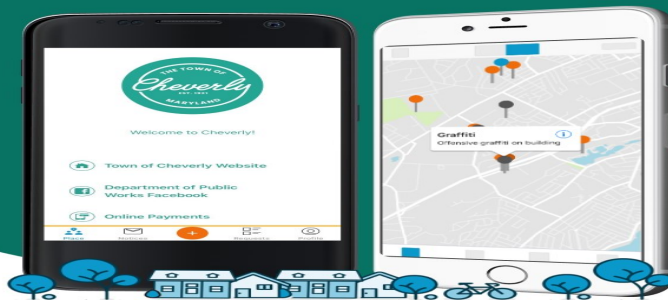 THE TOWN OF
Cheverly
EST. 1931
MARYLAND
Welcome to Cheverly!
Town of Cheverly Website
Department of Public
Works Facebook
Online Payments
Place
Notices
Requests
Profile
Graffiti
Offensive graffiti on building